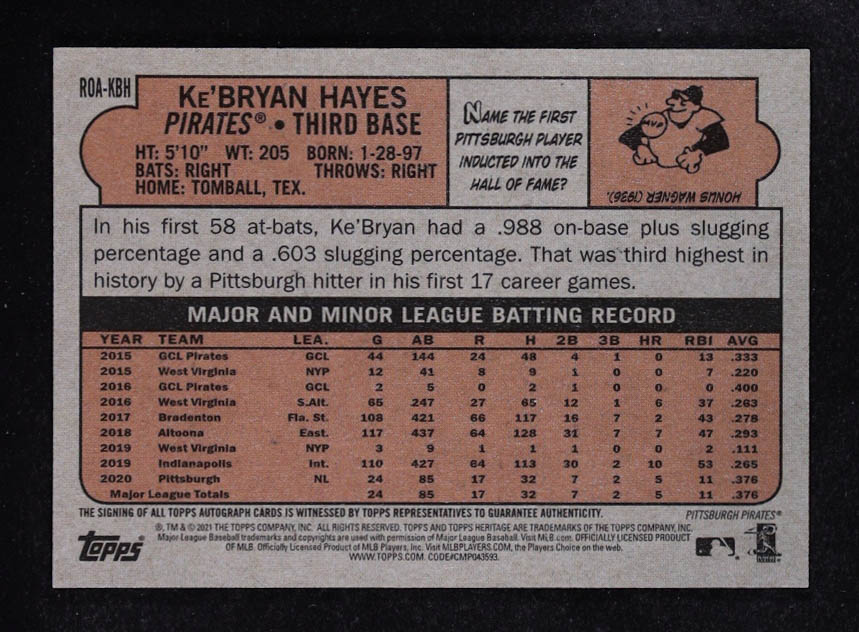 ROA-KBH
KE'BRYAN HAYES
PIRATES® • THIRD BASE
HT: 5'10" WT: 205 BORN: 1-28-97
BATS: RIGHT THROWS: RIGHT
HOME: TOMBALL, TEX.
NAME THE FIRST
PITTSBURGH PLAYER
INDUCTED INTO THE
HALL OF FAME?
MVP
HONUS WAGNER (1936).
In his first 58 at-bats, Ke'Bryan had a .988 on-base plus slugging
percentage and a .603 slugging percentage. That was third highest in
history by a Pittsburgh hitter in his first 17 career games.
MAJOR AND MINOR LEAGUE BATTING RECORD
YEAR TEAM LEA. G AB R H 2B 3B HR RBI AVG
2015 GCL Pirates GCL 44 144 24 48 4 1 0 13 .333
2015 West Virginia NYP 12 41 8 9 1 0 0 7 .220
2016 GCL Pirates GCL 2 5 0 2 1 0 0 0 .400
2016 West Virginia S.Alt. 65 247 27 65 12 1 6 37 .263
2017 Bradenton Fla. St. 108 421 66 117 16 7 2 43 .278
2018 Altoona East. 117 437 64 128 31 7 7 47 .293
2019 West Virginia NYP 3 9 1 1 1 0 0 2 .111
2019 Indianapolis Int. 110 427 64 113 30 2 10 53 .265
2020 Pittsburgh NL 24 85 17 32 7 2 5 11 .376
Major League Totals 24 85 17 32 7 2 5 11 .376
THE SIGNING OF ALL TOPPS AUTOGRAPH CARDS IS WITNESSED BY TOPPS REPRESENTATIVES TO GUARANTEE AUTHENTICITY.
PITTSBURGH PIRATES®
topps
®, TM & © 2021 THE TOPPS COMPANY, INC. ALL RIGHTS RESERVED. TOPPS AND TOPPS HERITAGE ARE TRADEMARKS OF THE TOPPS COMPANY, INC.
Major League Baseball trademarks and copyrights are used with permission of Major League Baseball. Visit MLB.com. OFFICIALLY LICENSED PRODUCT
OF MLB. Officially Licensed Product of MLB Players, Inc. Visit MLBPLAYERS.COM, the Players Choice on the web.
WWW.TOPPS.COM CODE#CMP043593.